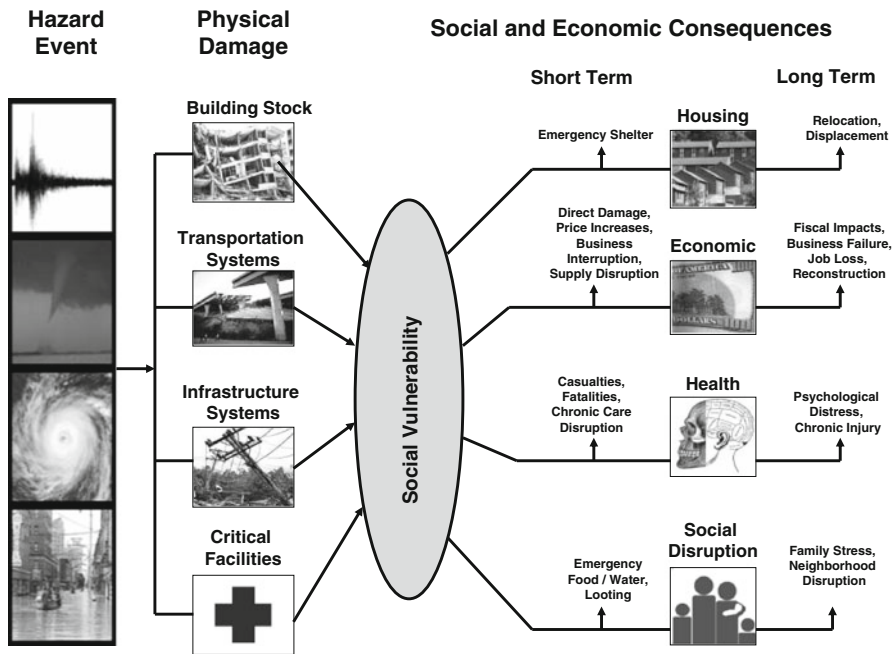 Hazard
Event
Physical
Damage
Social and Economic Consequences
Short Term
Long Term
Building Stock
Transportation
Systems
Infrastructure
Systems
Critical
Facilities
Social Vulnerability
Housing
Emergency Shelter
Relocation,
Displacement
Economic
Direct Damage,
Price Increases,
Business
Interruption,
Supply Disruption
Fiscal Impacts,
Business Failure,
Job Loss,
Reconstruction
OF AMERICA
DOLLARS
Health
Casualties,
Fatalities,
Chronic Care
Disruption
Psychological
Distress,
Chronic Injury
Social
Disruption
Emergency
Food / Water,
Looting
Family Stress,
Neighborhood
Disruption